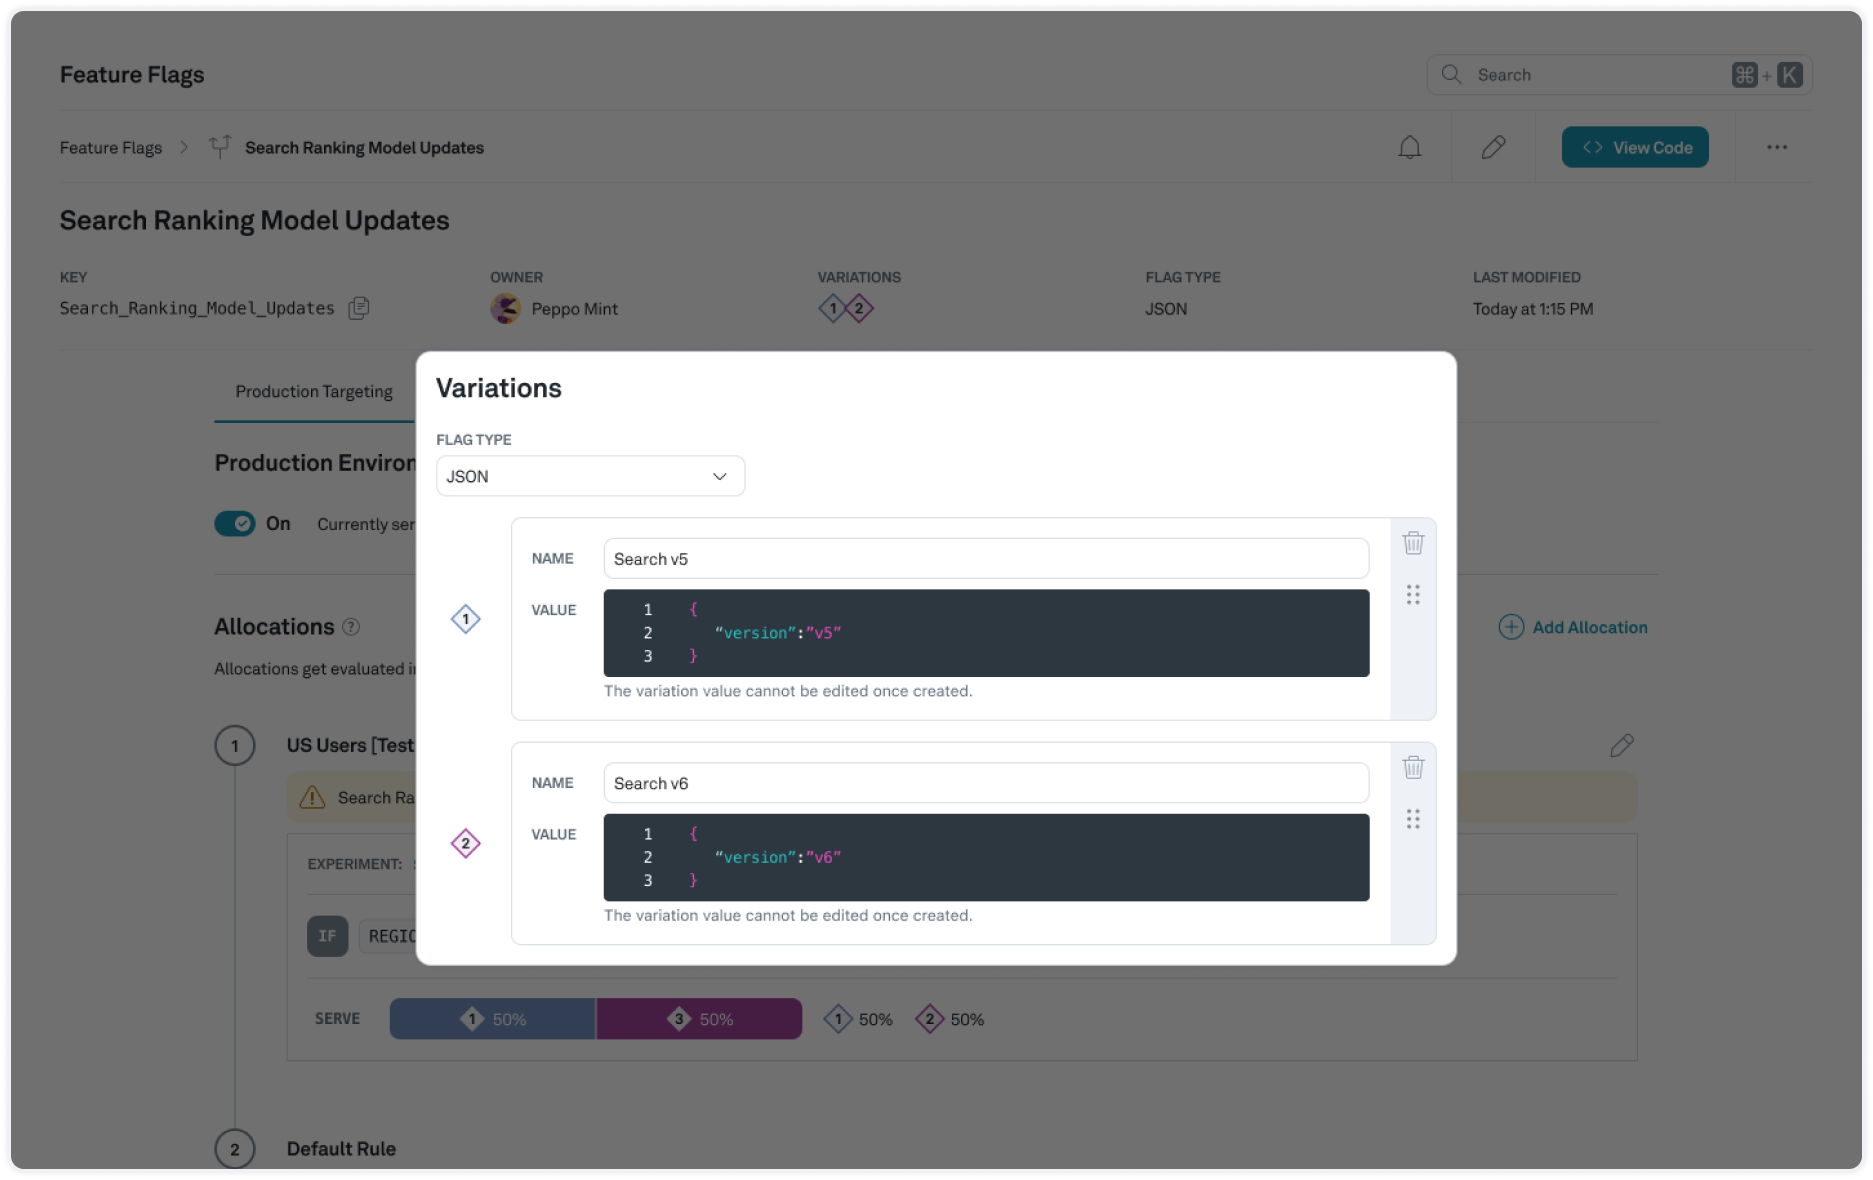 Feature Flags
Search ⌘ + K
Feature Flags > Search Ranking Model Updates
<> View Code
Search Ranking Model Updates
KEY OWNER VARIATIONS FLAG TYPE LAST MODIFIED
Search_Ranking_Model_Updates Peppo Mint 1 2 JSON Today at 1:15 PM
Production Targeting
Production Environ
On Currently ser
Allocations ?
Add Allocation
Allocations get evaluated i
1 US Users [Test
Search Ra
EXPERIMENT:
IF REGIO
SERVE 1 50% 3 50% 1 50% 2 50%
2 Default Rule
Variations
FLAG TYPE
JSON
1
NAME Search v5
VALUE
1 {
2 “version”:”v5”
3 }
The variation value cannot be edited once created.
2
NAME Search v6
VALUE
1 {
2 “version”:”v6”
3 }
The variation value cannot be edited once created.